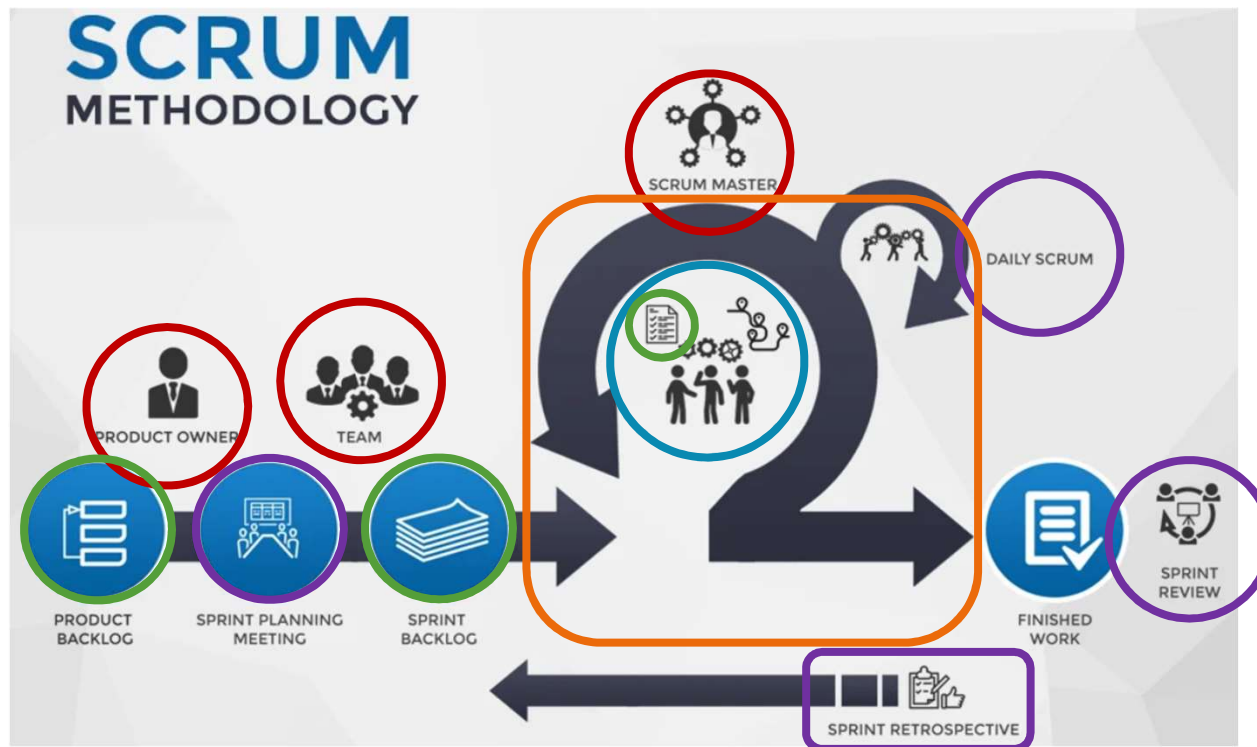 SCRUM
METHODOLOGY
SCRUM MASTER
DAILY SCRUM
PRODUCT OWNER
TEAM
PRODUCT
BACKLOG
SPRINT PLANNING
MEETING
SPRINT
BACKLOG
FINISHED
WORK
SPRINT
REVIEW
SPRINT RETROSPECTIVE